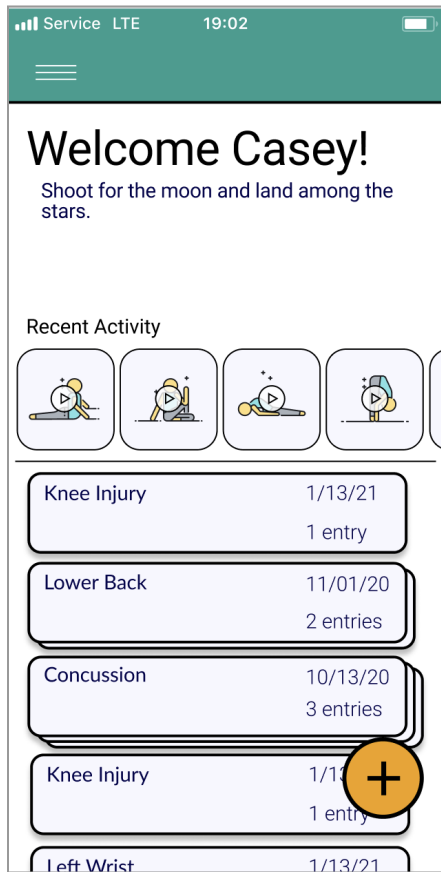 Service LTE 19:02
Welcome Casey!
Shoot for the moon and land among the
stars.
Recent Activity
Knee Injury 1/13/21
1 entry
Lower Back 11/01/20
2 entries
Concussion 10/13/20
3 entries
Knee Injury
1 entry
Left Wrist 1/13/21